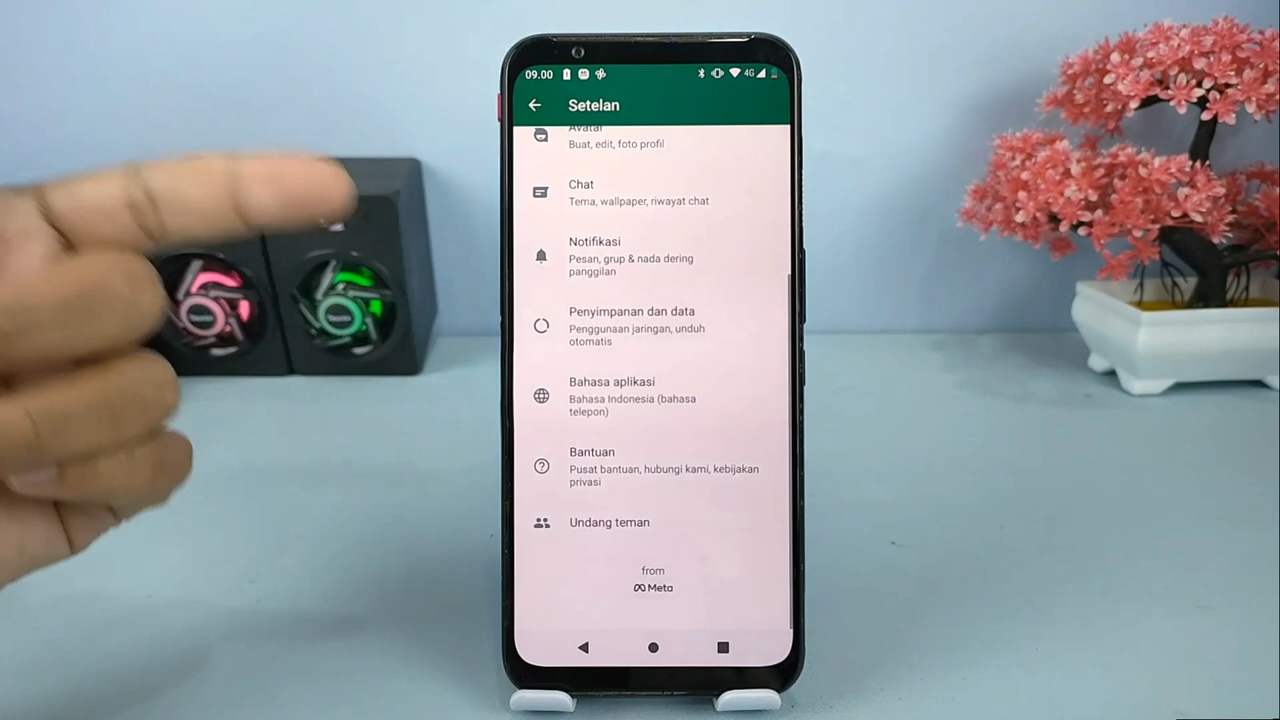 09.00
4G
Setelan
Avatar
Buat, edit, foto profil
Chat
Tema, wallpaper, riwayat chat
Notifikasi
Pesan, grup & nada dering
panggilan
Penyimpanan dan data
Penggunaan jaringan, unduh
otomatis
Bahasa aplikasi
Bahasa Indonesia (bahasa
telepon)
Bantuan
Pusat bantuan, hubungi kami, kebijakan
privasi
Undang teman
from
Meta